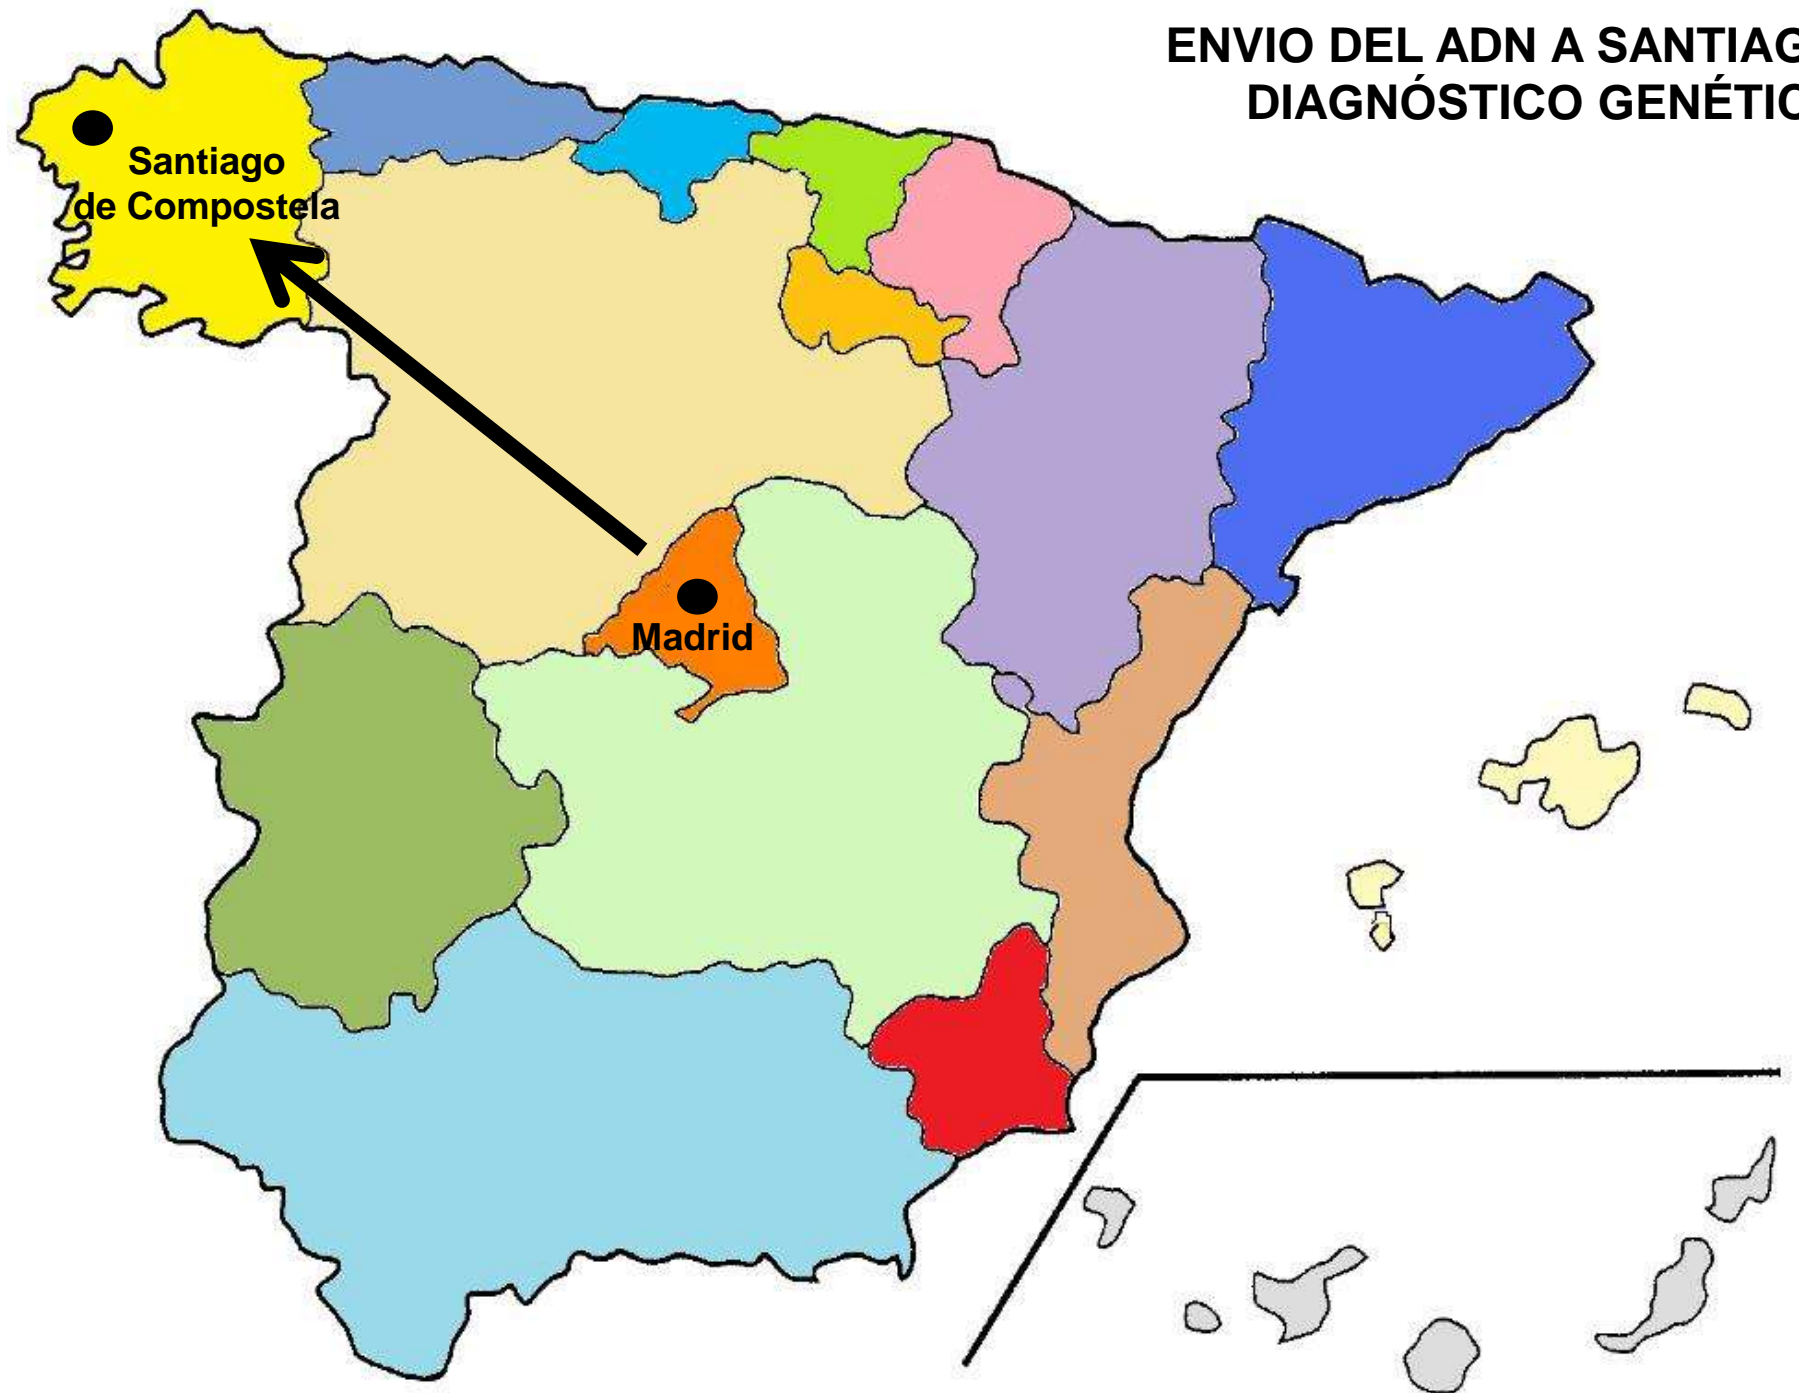 ENVIO DEL ADN A SANTIAG
DIAGNÓSTICO GENÉTIC
Santiago
de Compostela
Madrid